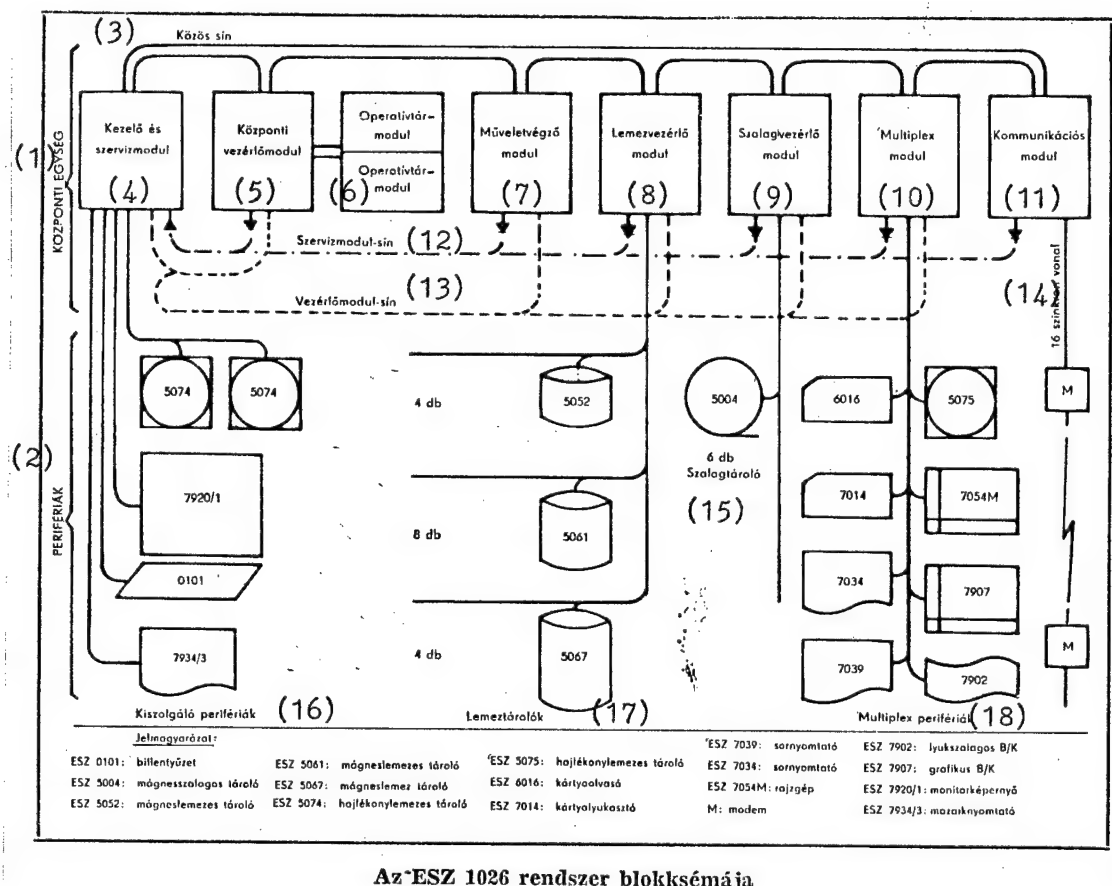 (3)
Közös sín
(1)
KÖZPONTI EGYSÉG
Kezelő és
szervizmodul
(4)
Központi
vezérlőmodul
(5)
Operatívtár-
modul
Operatívtár-
modul
(6)
Műveletvégző
modul
(7)
Lemezvezérlő
modul
(8)
Szalagvezérlő
modul
(9)
Multiplex
modul
(10)
Kommunikációs
modul
(11)
Szervizmodul-sín (12)
Vezérlőmodul-sín (13)
(14)
16 szinkron vonal
(2)
PERIFÉRIÁK
5074
5074
7920/1
0101
7934/3
Kiszolgáló perifériák (16)
4 db
5052
8 db
5061
4 db
5067
Lemeztárolók (17)
5004
6 db
Szalagtároló
(15)
6016
5075
7014
7054M
7034
7907
7039
7902
Multiplex perifériák (18)
M
M
Jelmagyarázat:
ESZ 0101: billentyűzet
ESZ 5004: mágnesszalagos tároló
ESZ 5052: mágneslemezes tároló
ESZ 5061: mágneslemezes tároló
ESZ 5067: mágneslemez tároló
ESZ 5074: hajlékonylemezes tároló
ESZ 5075: hajlékonylemezes tároló
ESZ 6016: kártyaolvasó
ESZ 7014: kártyalyukasztó
ESZ 7039: sornyomtató
ESZ 7034: sornyomtató
ESZ 7054M: rajzgép
M: modem
ESZ 7902: lyukszalagos B/K
ESZ 7907: grafikus B/K
ESZ 7920/1: monitorképernyő
ESZ 7934/3: mozaiknyomtató
Az ESZ 1026 rendszer blokksémája